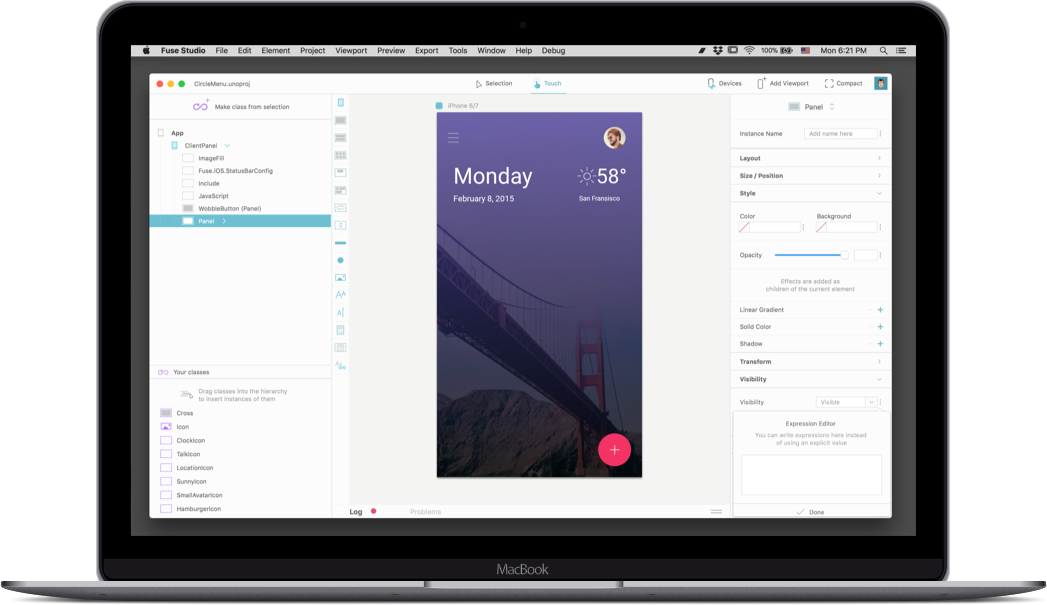 Fuse Studio File Edit Element Project Viewport Preview Export Tools Window Help Debug 100% Mon 6:21 PM
CircleMenu.unoproj Selection Touch Devices Add Viewport Compact
Make class from selection
App
ClientPanel
ImageFill
Fuse.iOS.StatusBarConfig
Include
JavaScript
WobbleButton (Panel)
Panel
Your classes
Drag classes into the hierarchy
to insert instances of them
Cross
Icon
ClockIcon
TalkIcon
LocationIcon
SunnyIcon
SmallAvatarIcon
HamburgerIcon
iPhone 6/7
Monday
58°
February 8, 2015
San Fransisco
Log Problems
Panel
Instance Name Add name here
Layout
Size / Position
Style
Color Background
Opacity
Effects are added as
children of the current element
Linear Gradient
Solid Color
Shadow
Transform
Visibility
Visibility Visible
Expression Editor
You can write expressions here instead
of using an explicit value
Done
MacBook